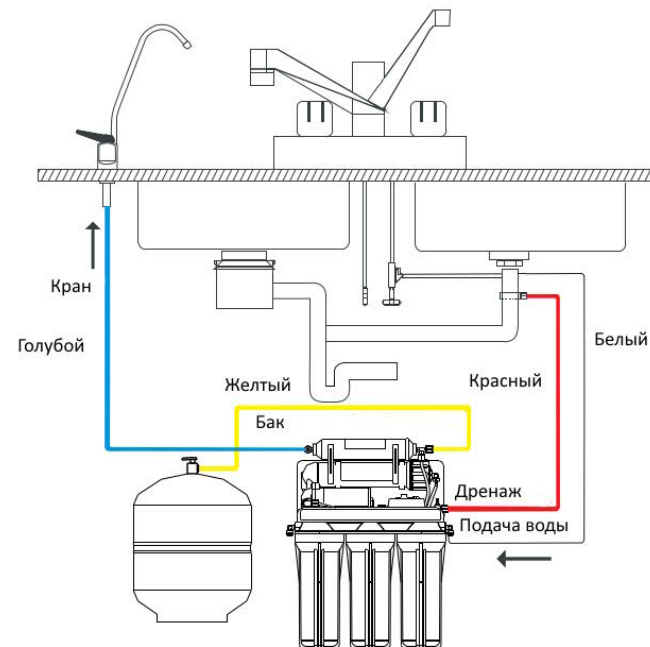 Кран
Голубой
Белый
Желтый
Красный
Бак
Дренаж
Подача воды